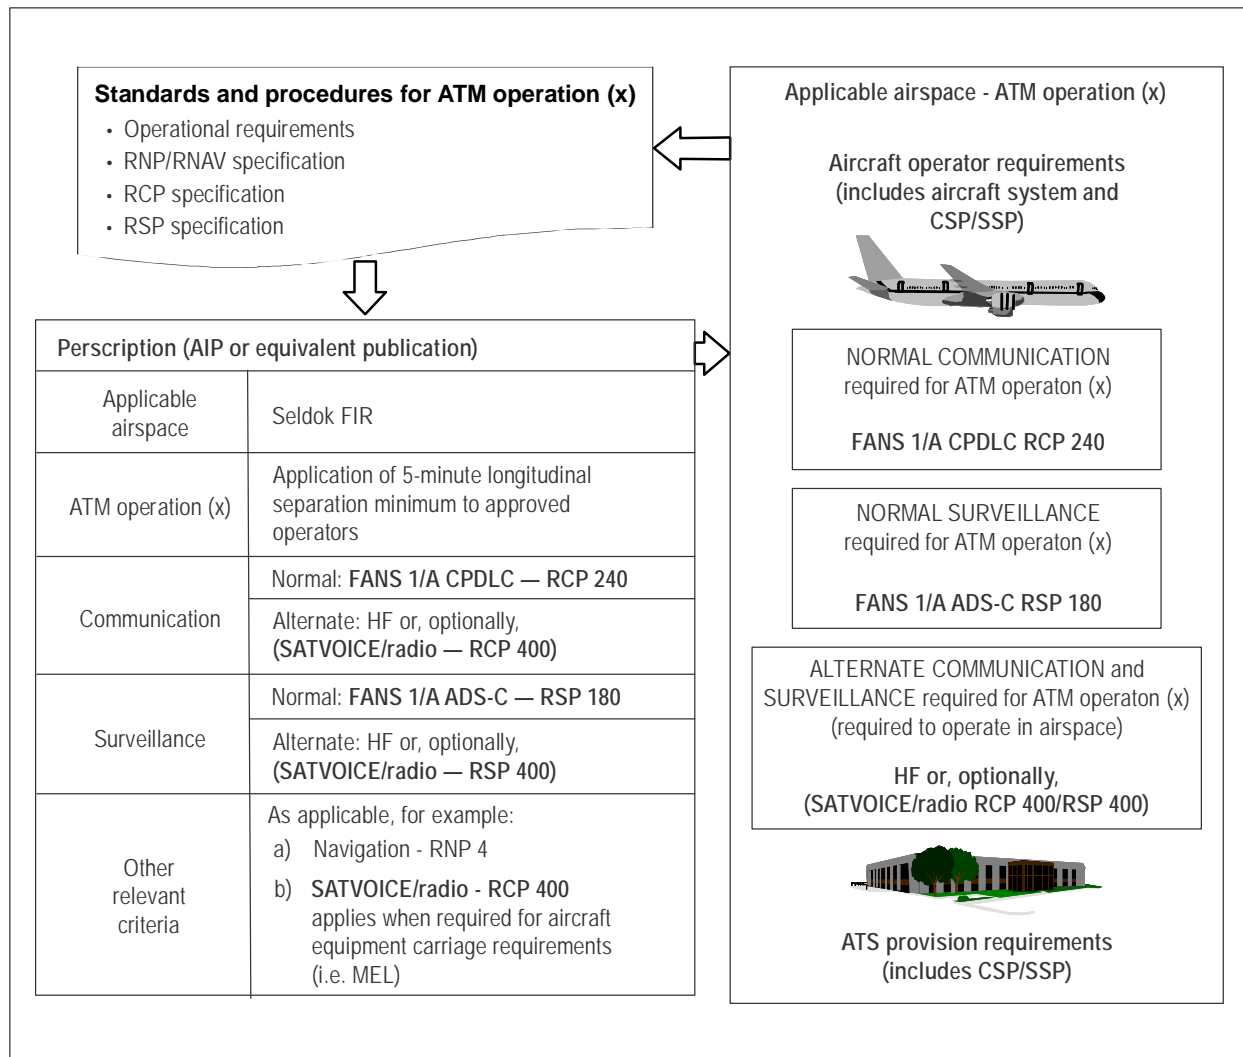 Standards and procedures for ATM operation (x)
• Operational requirements
• RNP/RNAV specification
• RCP specification
• RSP specification
Perscription (AIP or equivalent publication)
Applicable
airspace
Seldok FIR
ATM operation (x)
Application of 5-minute longitudinal
separation minimum to approved
operators
Communication
Normal: FANS 1/A CPDLC — RCP 240
Alternate: HF or, optionally,
(SATVOICE/radio — RCP 400)
Surveillance
Normal: FANS 1/A ADS-C — RSP 180
Alternate: HF or, optionally,
(SATVOICE/radio — RSP 400)
Other
relevant
criteria
As applicable, for example:
a) Navigation - RNP 4
b) SATVOICE/radio - RCP 400
applies when required for aircraft
equipment carriage requirements
(i.e. MEL)
Applicable airspace - ATM operation (x)
Aircraft operator requirements
(includes aircraft system and
CSP/SSP)
NORMAL COMMUNICATION
required for ATM operaton (x)
FANS 1/A CPDLC RCP 240
NORMAL SURVEILLANCE
required for ATM operaton (x)
FANS 1/A ADS-C RSP 180
ALTERNATE COMMUNICATION and
SURVEILLANCE required for ATM operaton (x)
(required to operate in airspace)
HF or, optionally,
(SATVOICE/radio RCP 400/RSP 400)
ATS provision requirements
(includes CSP/SSP)